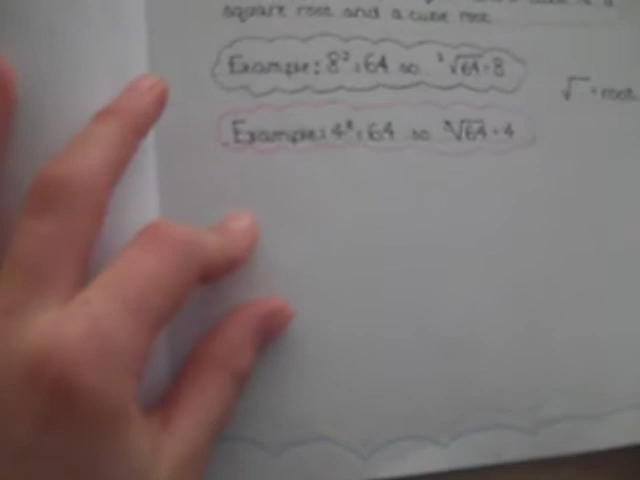 square root and a cube root
Example: 8² = 64 so ²√64 = 8
√ = root
Example: 4³ = 64 so ³√64 = 4